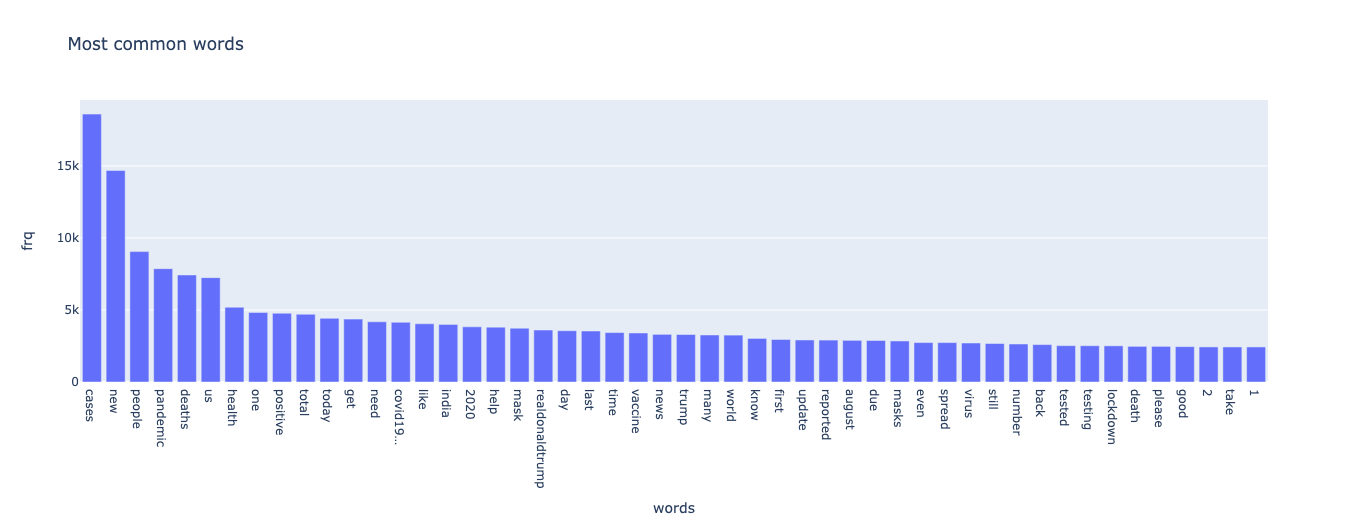 Most common words
frq
15k
10k
5k
0
cases
new
people
pandemic
deaths
us
health
one
positive
total
today
get
need
covid19...
like
india
2020
help
mask
realdonaldtrump
day
last
time
vaccine
news
trump
many
world
know
first
update
reported
august
due
masks
even
spread
virus
still
number
back
tested
testing
lockdown
death
please
good
2
take
1
words